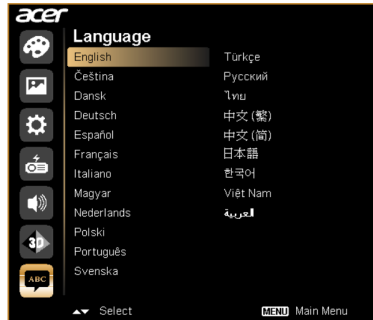 acer
Language
English
Čeština
Dansk
Deutsch
Español
Français
Italiano
Magyar
Nederlands
Polski
Português
Svenska
Türkçe
Русский
ไทย
中文 (繁)
中文 (简)
日本語
한국어
Việt Nam
العربية
3D
ABC
▲▼ Select
MENU Main Menu